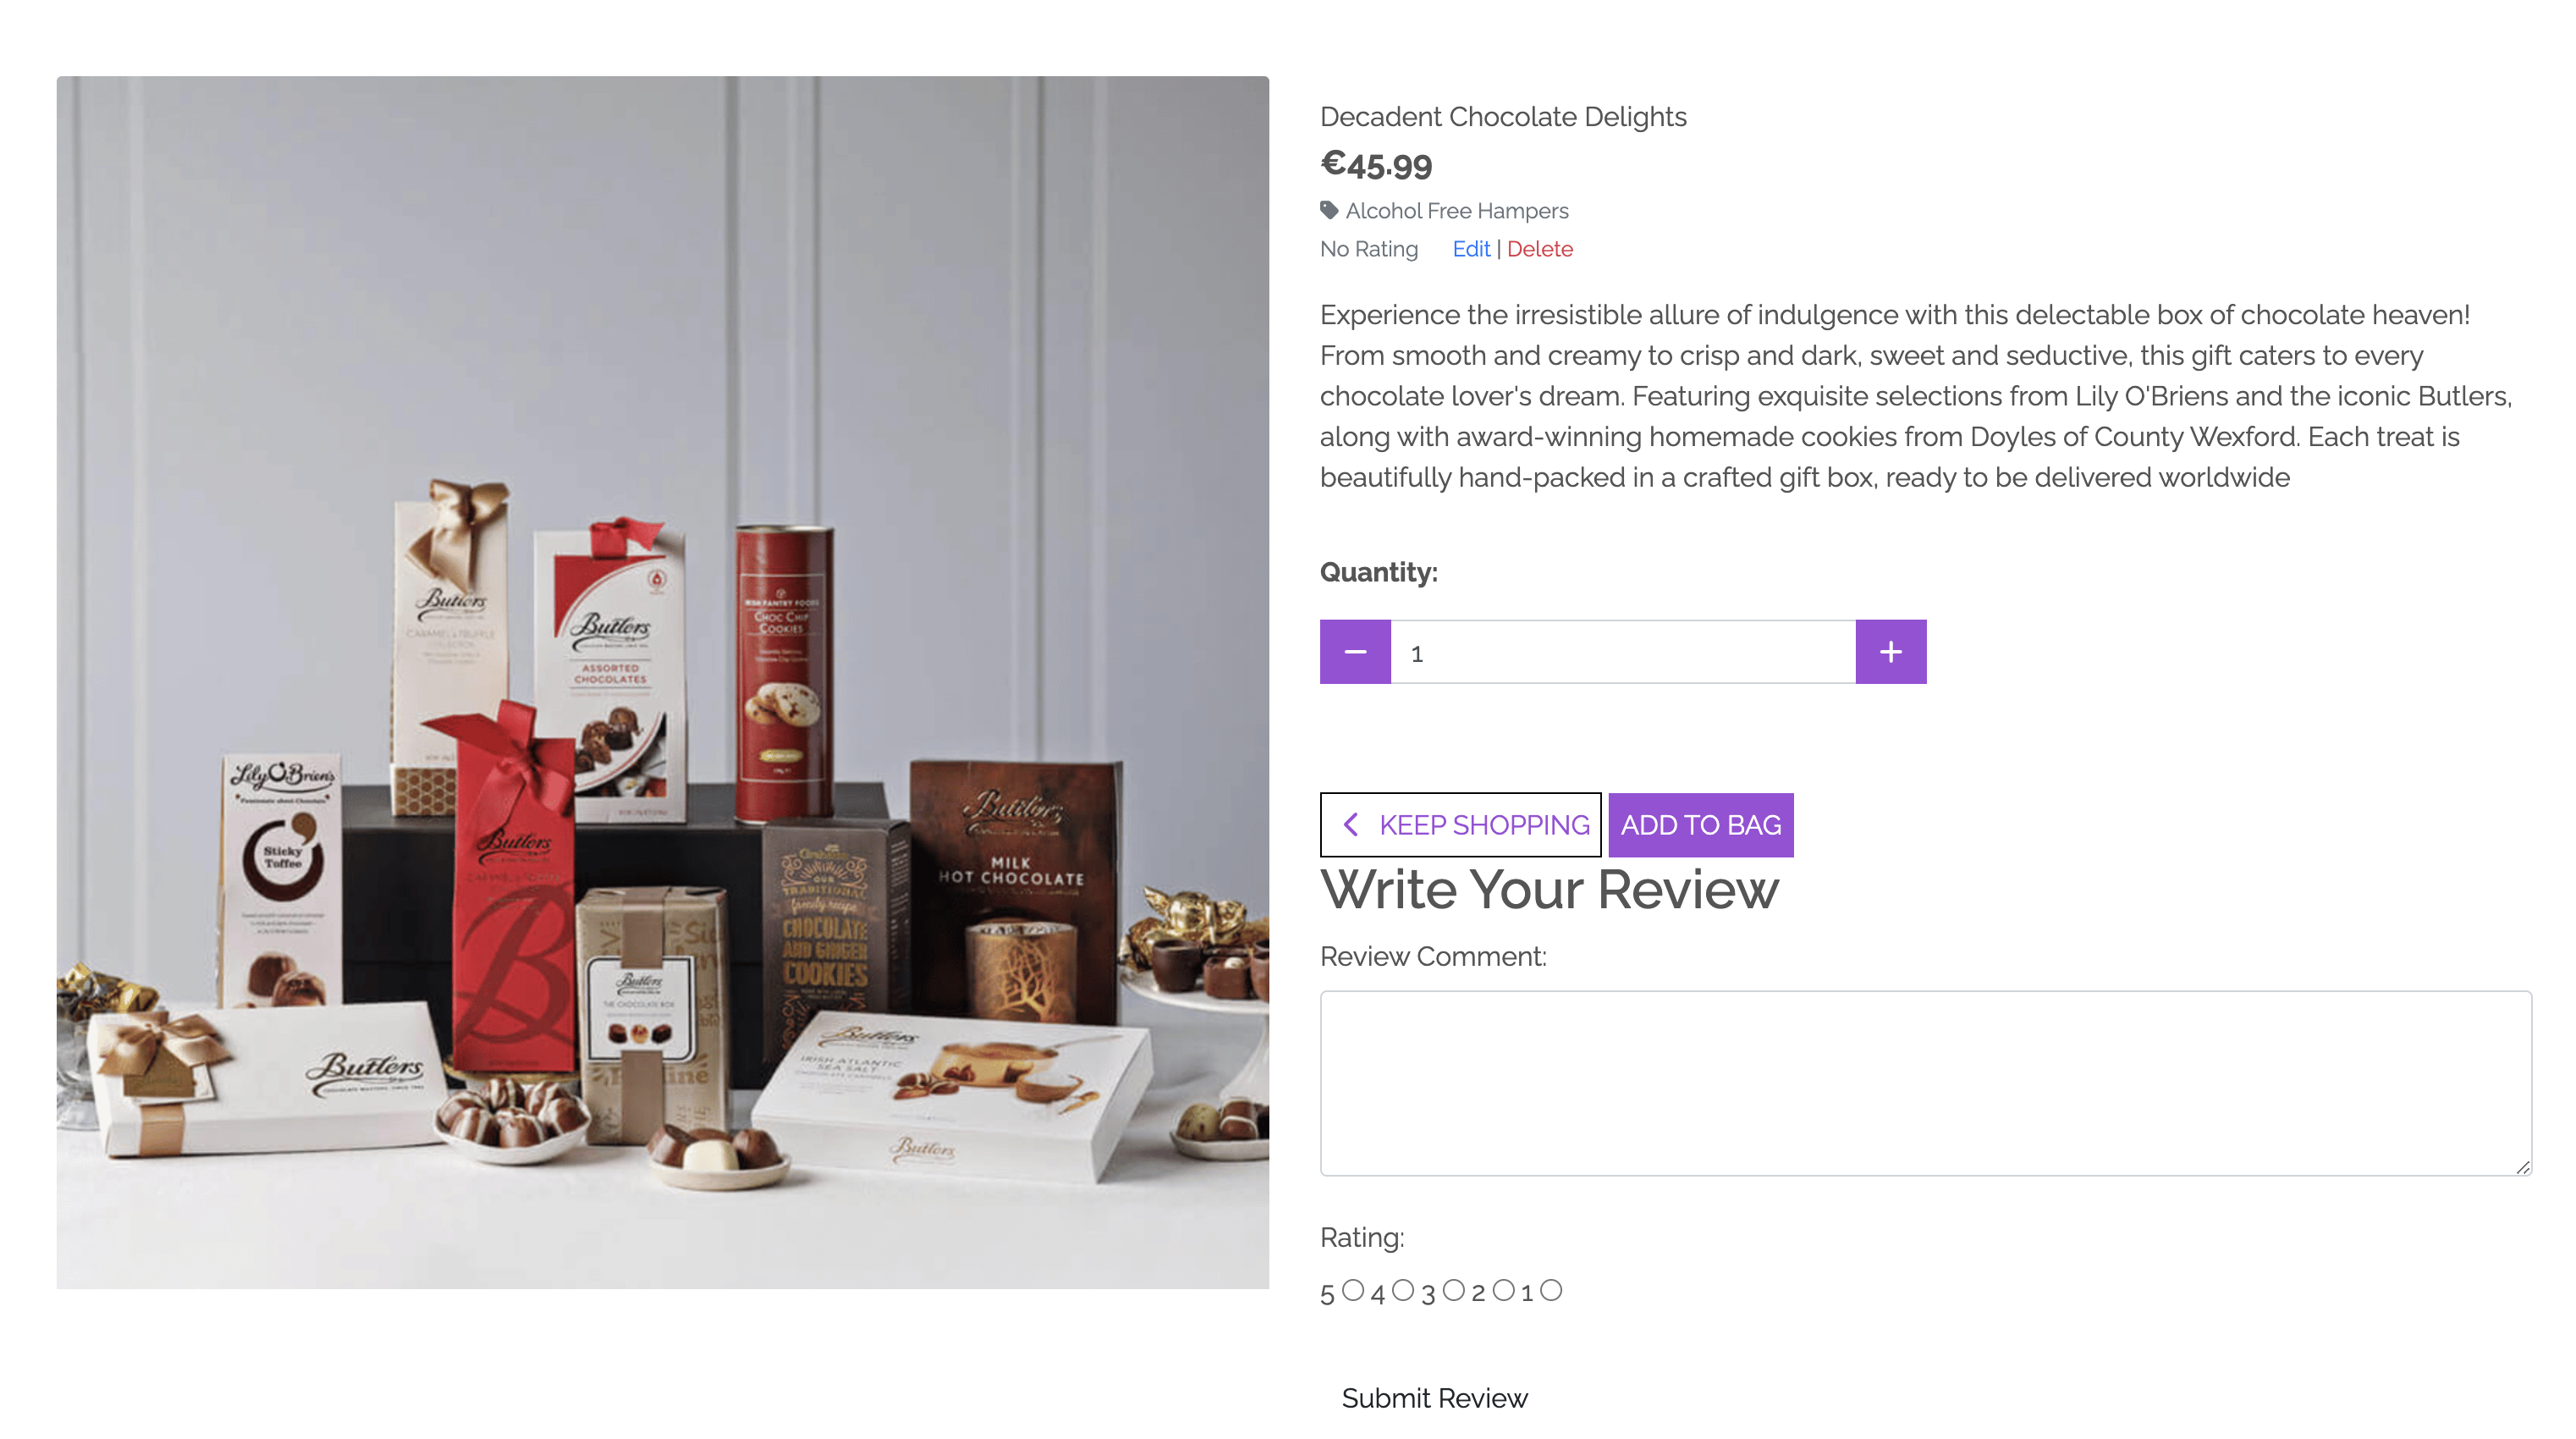 Decadent Chocolate Delights
€45.99
Alcohol Free Hampers
No Rating Edit | Delete
Experience the irresistible allure of indulgence with this delectable box of chocolate heaven!
From smooth and creamy to crisp and dark, sweet and seductive, this gift caters to every
chocolate lover's dream. Featuring exquisite selections from Lily O'Briens and the iconic Butlers,
along with award-winning homemade cookies from Doyles of County Wexford. Each treat is
beautifully hand-packed in a crafted gift box, ready to be delivered worldwide
Quantity:
− 1 +
KEEP SHOPPING ADD TO BAG
Write Your Review
Review Comment:
Rating:
5 4 3 2 1
Submit Review
Butlers
CARAMEL & TRUFFLE
COLLECTION
Butlers
ASSORTED
CHOCOLATES
IRISH PANTRY FOODS
CHOC CHIP
COOKIES
Lily O'Brien's
Passionate about Chocolate
Sticky
Toffee
Butlers
Butlers
THE CHOCOLATE BOX
OUR
TRADITIONAL
family recipe
CHOCOLATE
AND GINGER
COOKIES
Butlers
MILK
HOT CHOCOLATE
Butlers
Butlers
IRISH ATLANTIC
SEA SALT
CHOCOLATE CARAMELS
Butlers